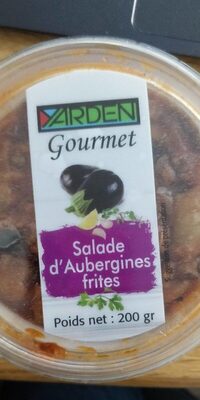 YARDEN
Gourmet
Salade
d'Aubergines
frites
Poids net : 200 gr